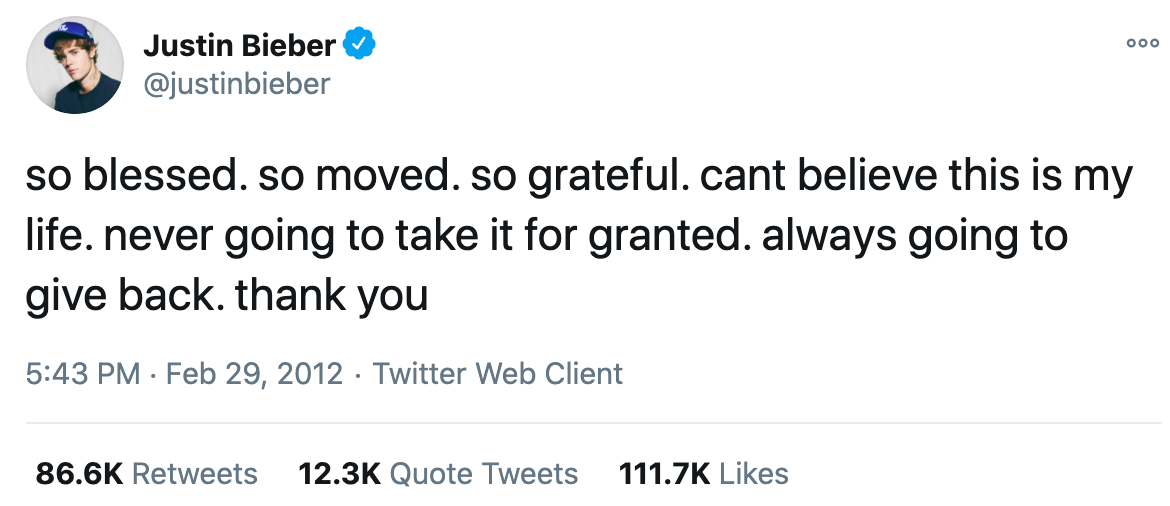 Justin Bieber
@justinbieber
so blessed. so moved. so grateful. cant believe this is my
life. never going to take it for granted. always going to
give back. thank you
5:43 PM · Feb 29, 2012 · Twitter Web Client
86.6K Retweets 12.3K Quote Tweets 111.7K Likes